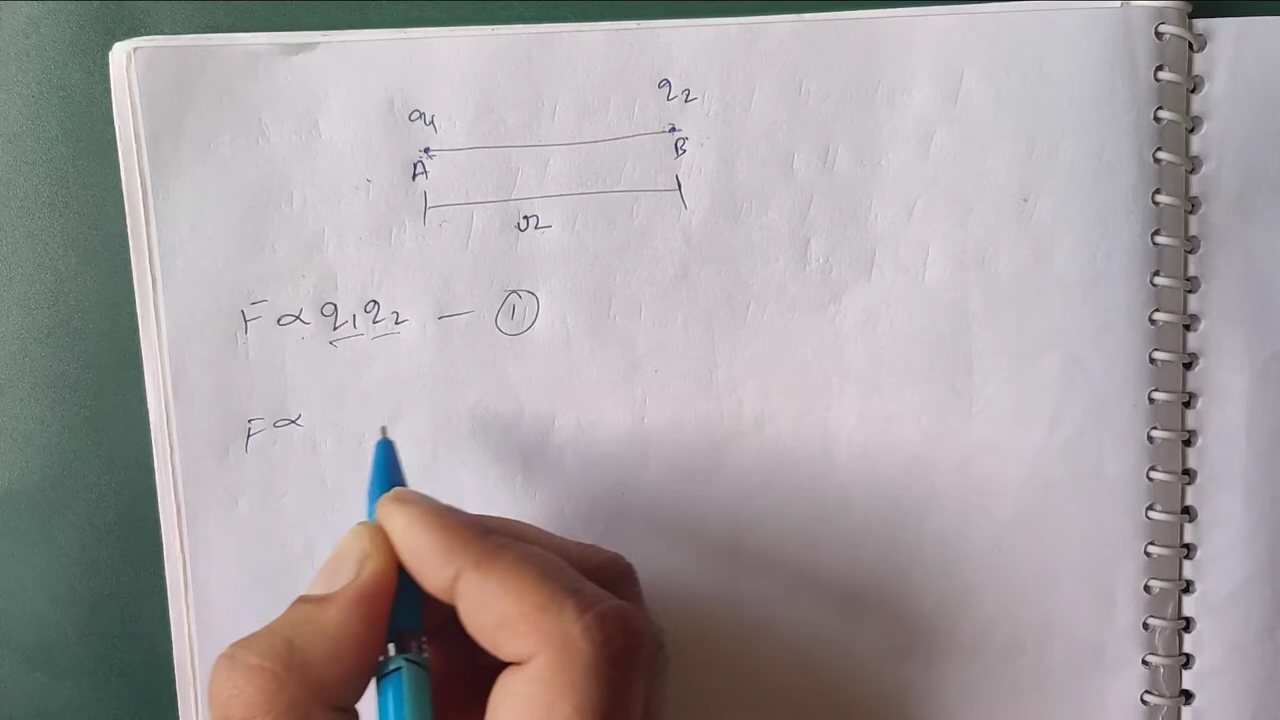 q1 q2
A B
r
F ∝ q1q2 — ①
F ∝